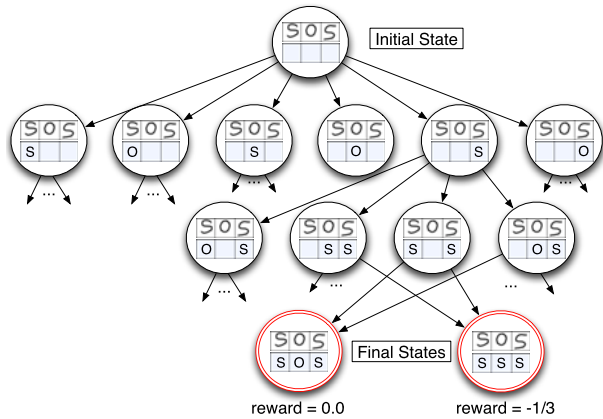 SOS
Initial State
SOS
S
SOS
O
SOS
S
SOS
O
SOS
S
SOS
O
...
...
...
...
SOS
O S
SOS
S S
SOS
S S
SOS
O S
...
...
...
SOS
S O S
Final States
SOS
S S S
reward = 0.0
reward = -1/3